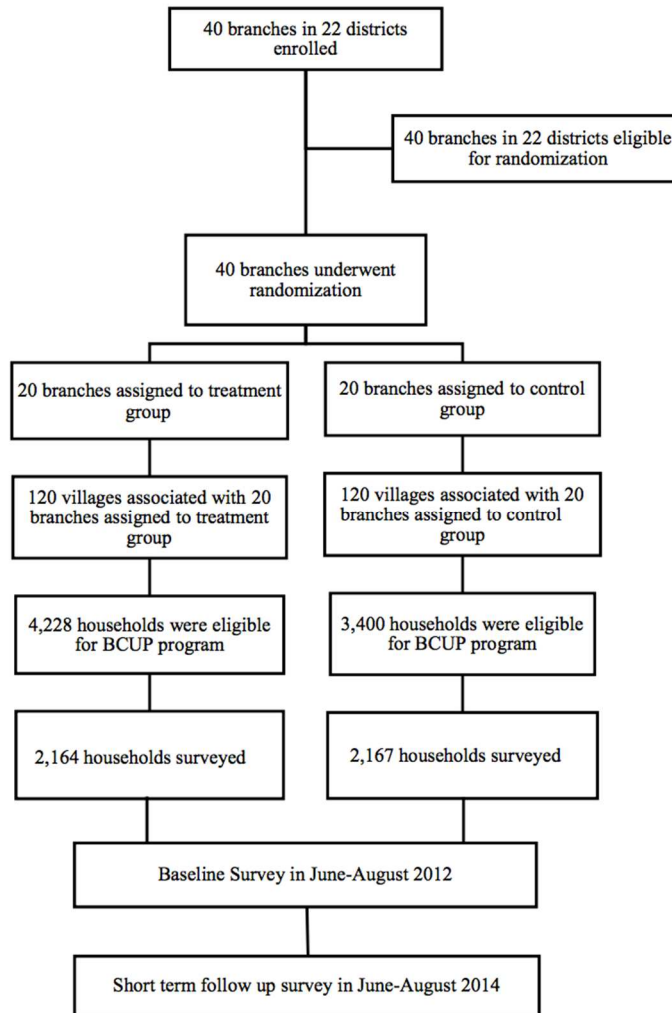 40 branches in 22 districts
enrolled
40 branches in 22 districts eligible
for randomization
40 branches underwent
randomization
20 branches assigned to treatment
group
20 branches assigned to control
group
120 villages associated with 20
branches assigned to treatment
group
120 villages associated with 20
branches assigned to control
group
4,228 households were eligible
for BCUP program
3,400 households were eligible
for BCUP program
2,164 households surveyed
2,167 households surveyed
Baseline Survey in June-August 2012
Short term follow up survey in June-August 2014